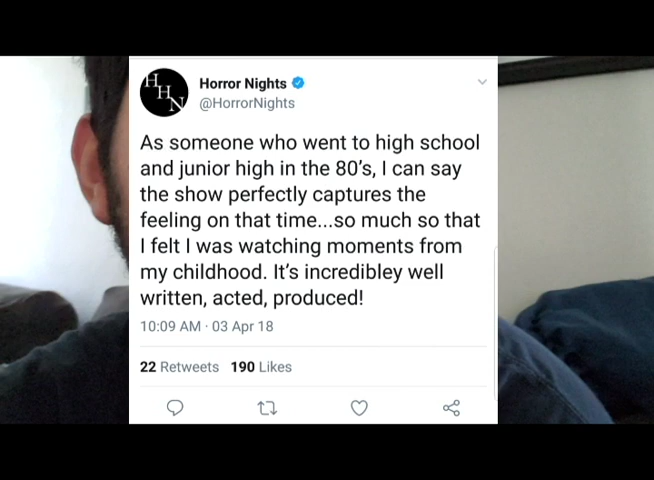 HHN
Horror Nights
@HorrorNights
As someone who went to high school
and junior high in the 80's, I can say
the show perfectly captures the
feeling on that time...so much so that
I felt I was watching moments from
my childhood. It's incredibley well
written, acted, produced!
10:09 AM · 03 Apr 18
22 Retweets 190 Likes